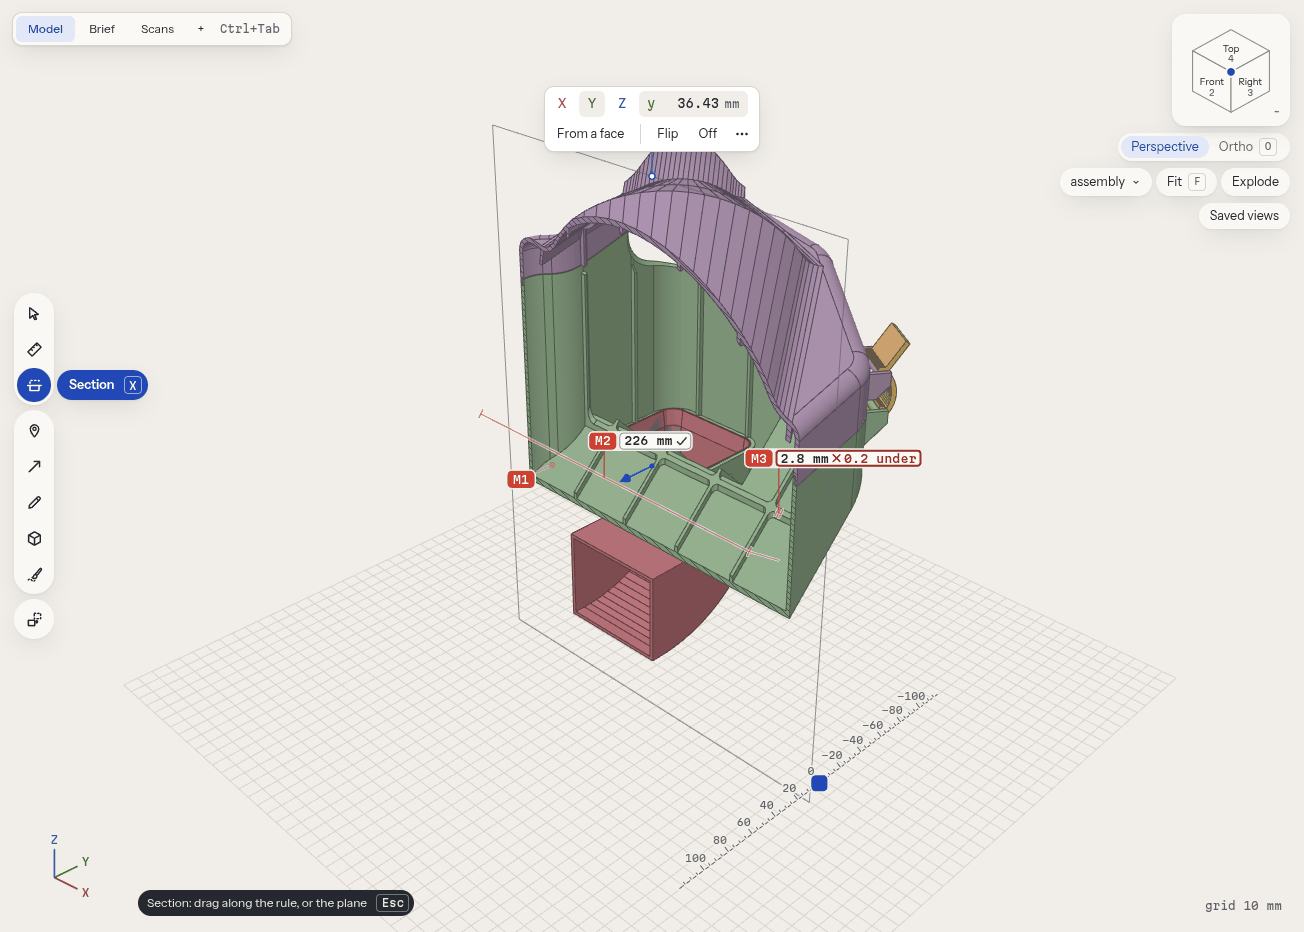 Model Brief Scans + Ctrl+Tab
X Y Z y 36.43 mm
From a face Flip Off •••
Top
4
Front
2
Right
3
Perspective Ortho 0
assembly Fit F Explode
Saved views
Section X
M2 226 mm ✓
M3 2.8 mm ×0.2 under
M1
−100
−80
−60
−40
−20
0
20
40
60
80
100
Z
Y
X
Section: drag along the rule, or the plane Esc
grid 10 mm